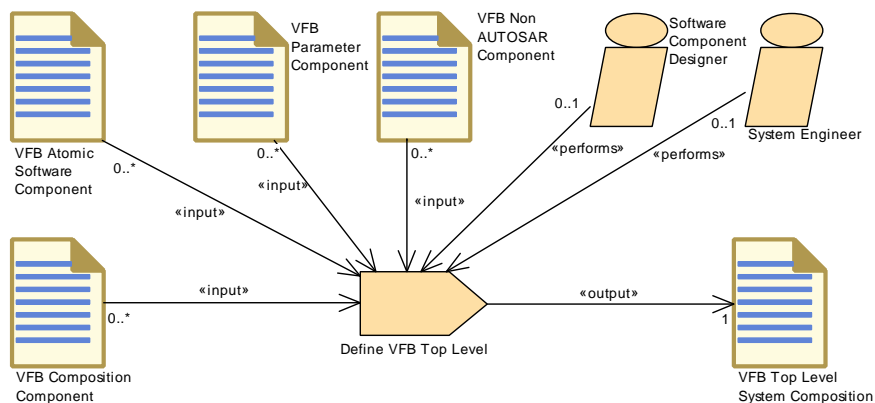 VFB Atomic
Software
Component
VFB
Parameter
Component
VFB Non
AUTOSAR
Component
Software
Component
Designer
System Engineer
0..*
0..*
0..*
0..1
0..1
«input»
«input»
«input»
«performs»
«performs»
«input»
0..*
«output»
1
Define VFB Top Level
VFB Composition
Component
VFB Top Level
System Composition